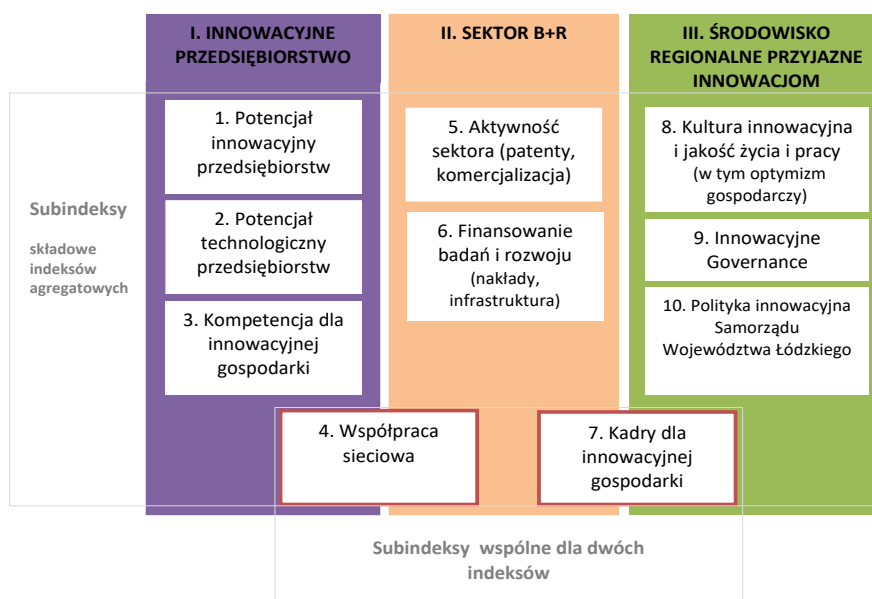 I. INNOWACYJNE
PRZEDSIĘBIORSTWO
II. SEKTOR B+R
III. ŚRODOWISKO
REGIONALNE PRZYJAZNE
INNOWACJOM
Subindeksy
składowe
indeksów
agregatowych
1. Potencjał
innowacyjny
przedsiębiorstw
2. Potencjał
technologiczny
przedsiębiorstw
3. Kompetencja dla
innowacyjnej
gospodarki
4. Współpraca
sieciowa
5. Aktywność
sektora (patenty,
komercjalizacja)
6. Finansowanie
badań i rozwoju
(nakłady,
infrastruktura)
7. Kadry dla
innowacyjnej
gospodarki
8. Kultura innowacyjna
i jakość życia i pracy
(w tym optymizm
gospodarczy)
9. Innowacyjne
Governance
10. Polityka innowacyjna
Samorządu
Województwa Łódzkiego
Subindeksy wspólne dla dwóch
indeksów